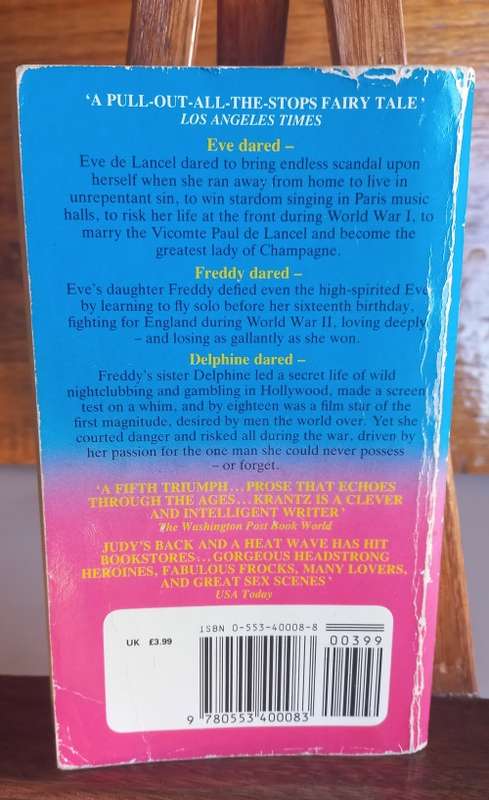 ‘A PULL-OUT-ALL-THE-STOPS FAIRY TALE’
LOS ANGELES TIMES
Eve dared –
Eve de Lancel dared to bring endless scandal upon
herself when she ran away from home to live in
unrepentant sin, to win stardom singing in Paris music
halls, to risk her life at the front during World War I, to
marry the Vicomte Paul de Lancel and become the
greatest lady of Champagne.
Freddy dared –
Eve's daughter Freddy defied even the high-spirited Eve
by learning to fly solo before her sixteenth birthday,
fighting for England during World War II, loving deeply
– and losing as gallantly as she won.
Delphine dared –
Freddy's sister Delphine led a secret life of wild
nightclubbing and gambling in Hollywood, made a screen
test on a whim, and by eighteen was a film star of the
first magnitude, desired by men the world over. Yet she
courted danger and risked all during the war, driven by
her passion for the one man she could never possess
– or forget.
‘A FIFTH TRIUMPH...PROSE THAT ECHOES
THROUGH THE AGES...KRANTZ IS A CLEVER
AND INTELLIGENT WRITER’
The Washington Post Book World
JUDY'S BACK AND A HEAT WAVE HAS HIT
BOOKSTORES...GORGEOUS HEADSTRONG
HEROINES, FABULOUS FROCKS, MANY LOVERS,
AND GREAT SEX SCENES’
USA Today
UK £3.99
ISBN 0-553-40008-8
00399
9 780553 400083